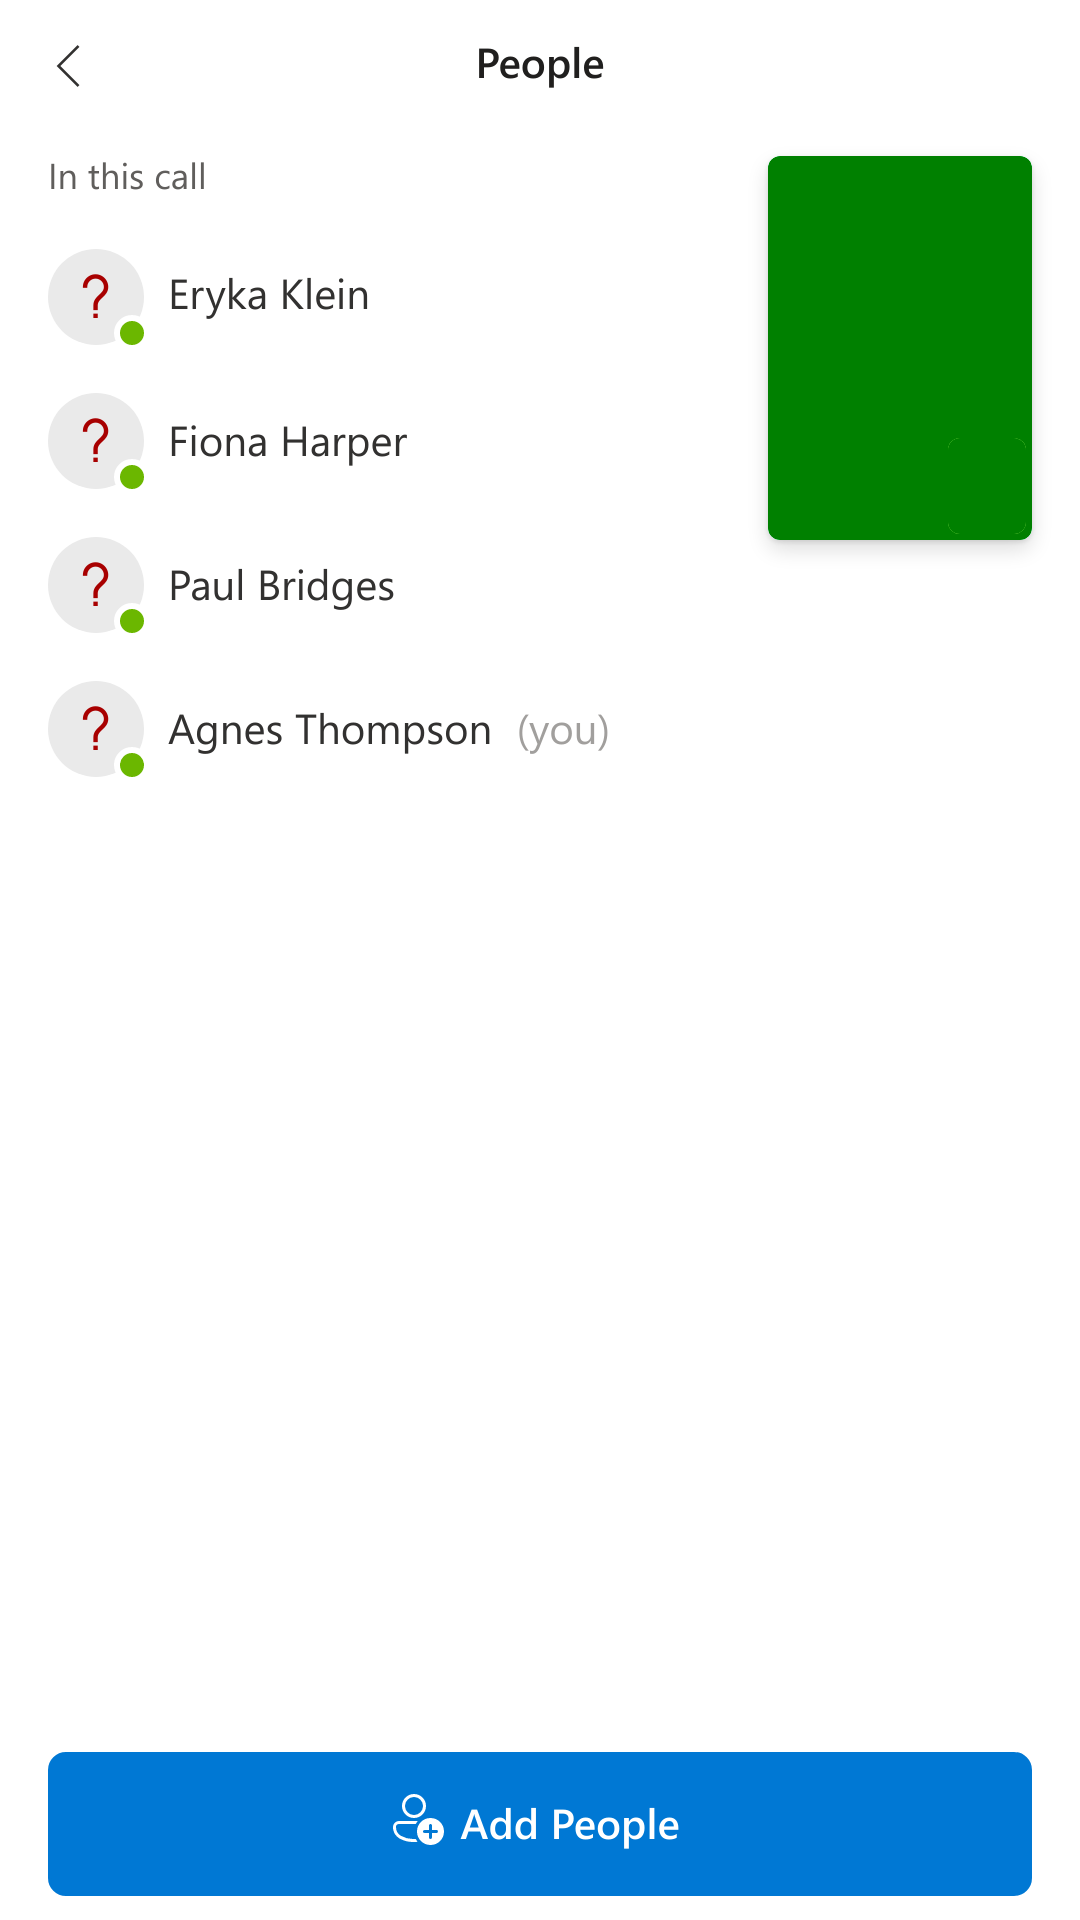 People
In this call
? Eryka Klein
? Fiona Harper
? Paul Bridges
? Agnes Thompson (you)
Add People